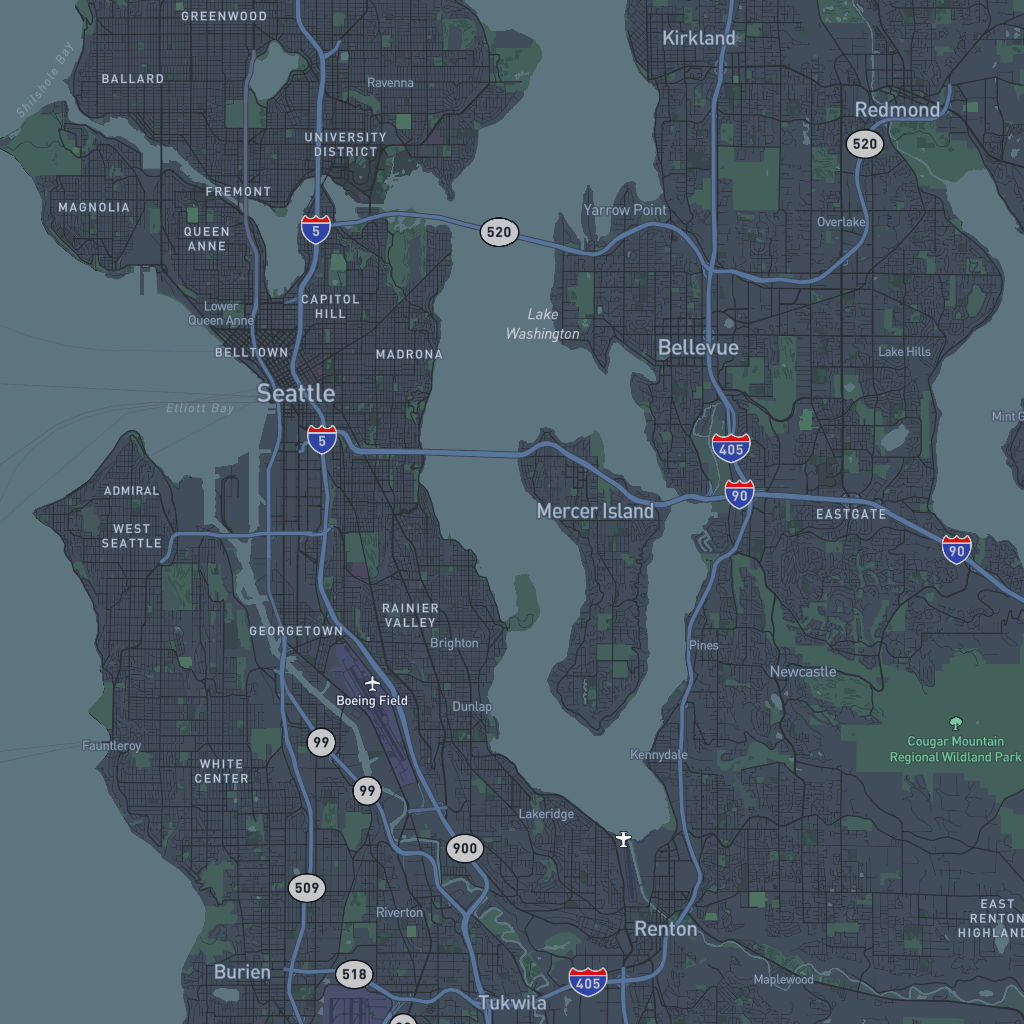 GREENWOOD
Kirkland
Shilshole Bay
BALLARD
Ravenna
Redmond
UNIVERSITY
DISTRICT
520
FREMONT
MAGNOLIA
QUEEN
ANNE
5
520
Yarrow Point
Overlake
Lower
Queen Anne
CAPITOL
HILL
Lake
Washington
BELLTOWN
MADRONA
Bellevue
Lake Hills
Seattle
Elliott Bay
5
405
ADMIRAL
90
Mercer Island
EASTGATE
WEST
SEATTLE
90
RAINIER
VALLEY
GEORGETOWN
Brighton
Pines
Newcastle
Boeing Field
Dunlap
Cougar Mountain
Regional Wildland Park
Fauntleroy
99
Kennydale
WHITE
CENTER
99
Lakeridge
900
509
Riverton
EAST
RENTON
Renton
Burien
518
405
Maplewood
Tukwila